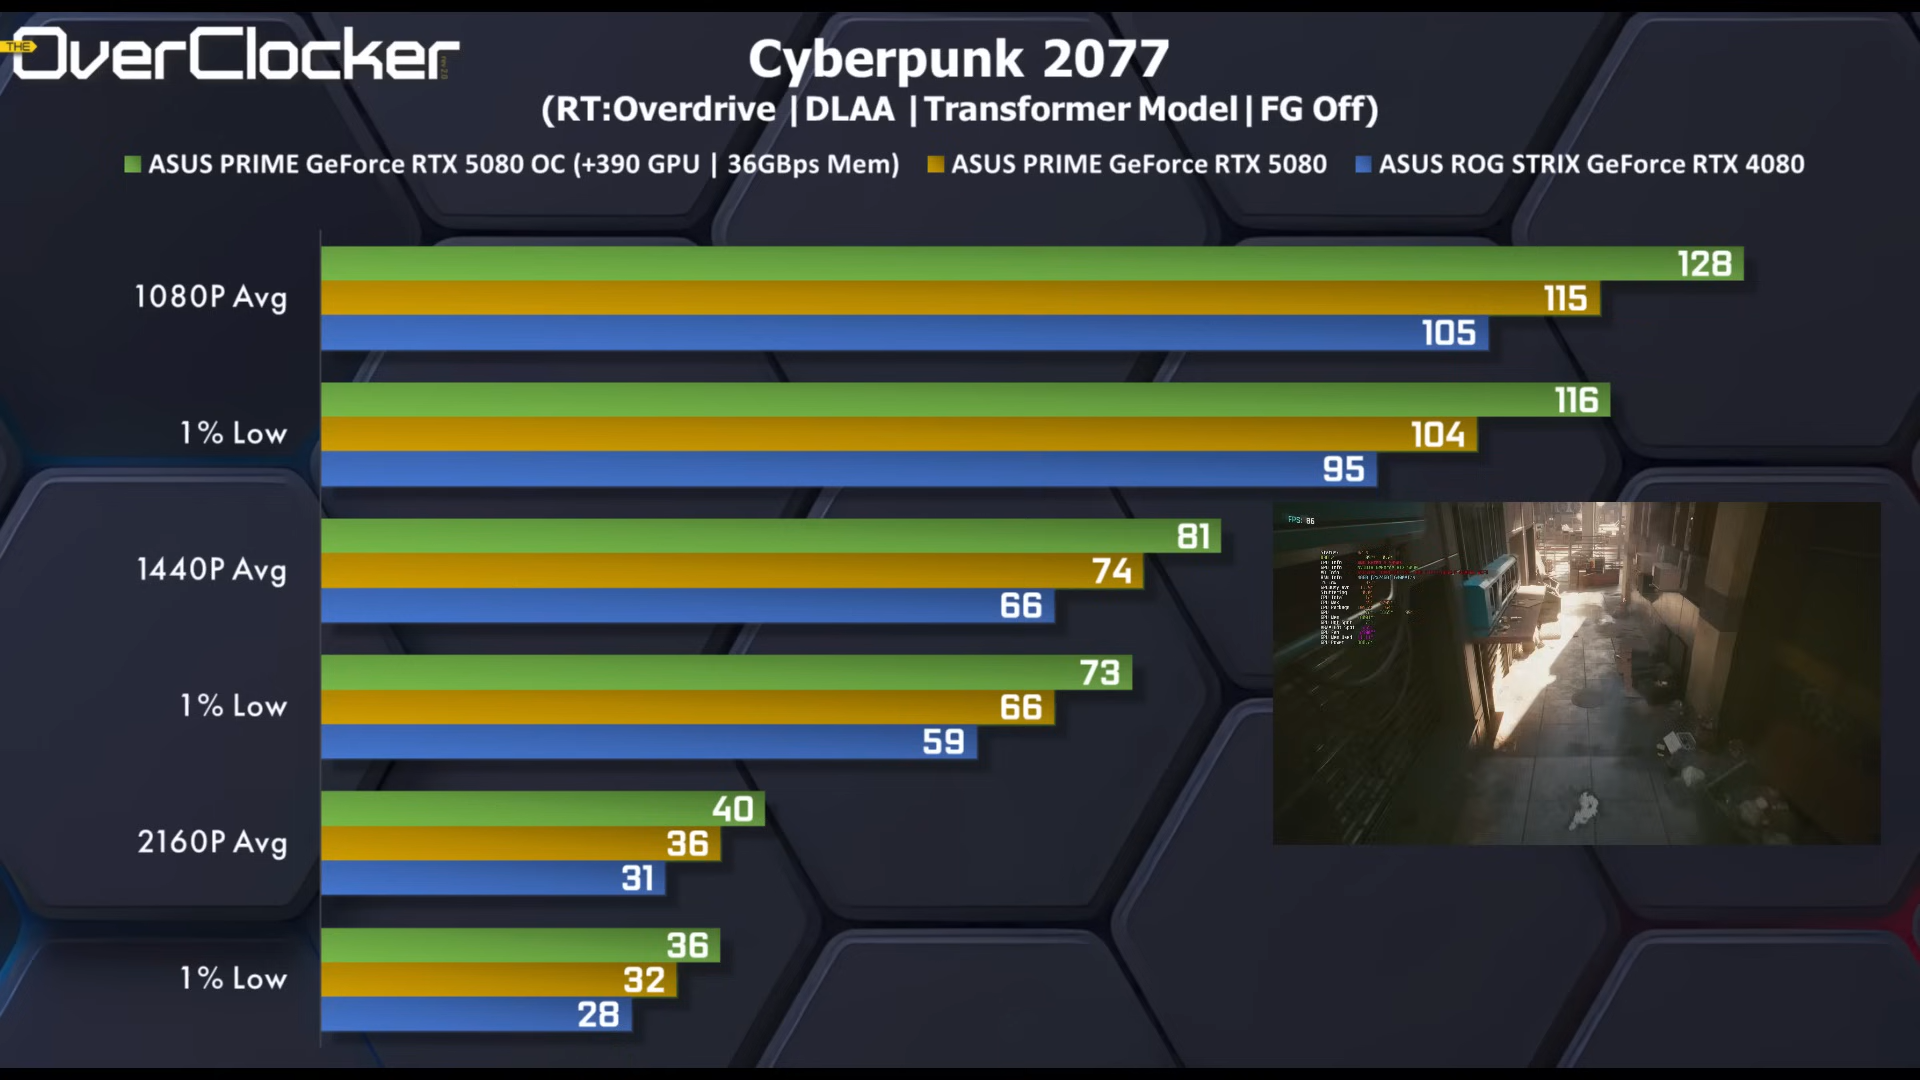 THE OverClocker
Cyberpunk 2077
(RT:Overdrive |DLAA |Transformer Model|FG Off)
ASUS PRIME GeForce RTX 5080 OC (+390 GPU | 36GBps Mem) ASUS PRIME GeForce RTX 5080 ASUS ROG STRIX GeForce RTX 4080
1080P Avg
128
115
105
1% Low
116
104
95
1440P Avg
81
74
66
1% Low
73
66
59
2160P Avg
40
36
31
1% Low
36
32
28
FPS: 86